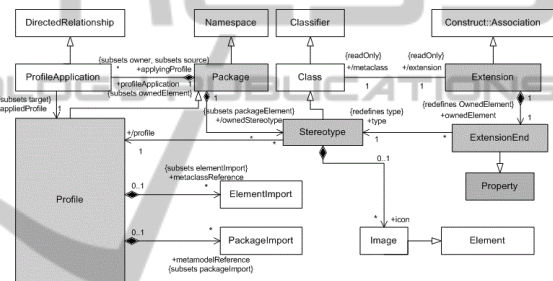 DirectedRelationship
Namespace
Classifier
Construct::Association
{subsets owner, subsets source}
+applyingProfile
{readOnly}
+/metaclass
{readOnly}
+/extension
ProfileApplication
*
1
Package
Class
1
Extension
+profileApplication
{subsets ownedElement}
{subsets target}
+appliedProfile
1
1
{subsets packageElement}
+/ownedStereotype
{redefines type}
+type
{redefines OwnedElement}
+ownedElement
1
1
+/profile
1
*
*
Stereotype
1
*
ExtensionEnd
0..1
Property
Profile
0..1
{subsets elementImport}
+metaclassReference
*
ElementImport
0..1
*
PackageImport
+metamodelReference
{subsets packageImport}
*
+icon
Image
Element